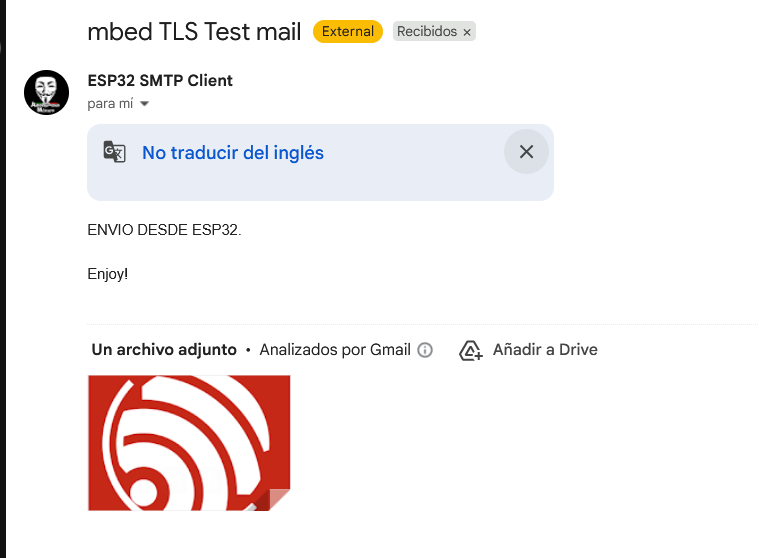 mbed TLS Test mail External Recibidos ×
ESP32 SMTP Client
para mí
No traducir del inglés
ENVIO DESDE ESP32.
Enjoy!
Un archivo adjunto • Analizados por Gmail Añadir a Drive